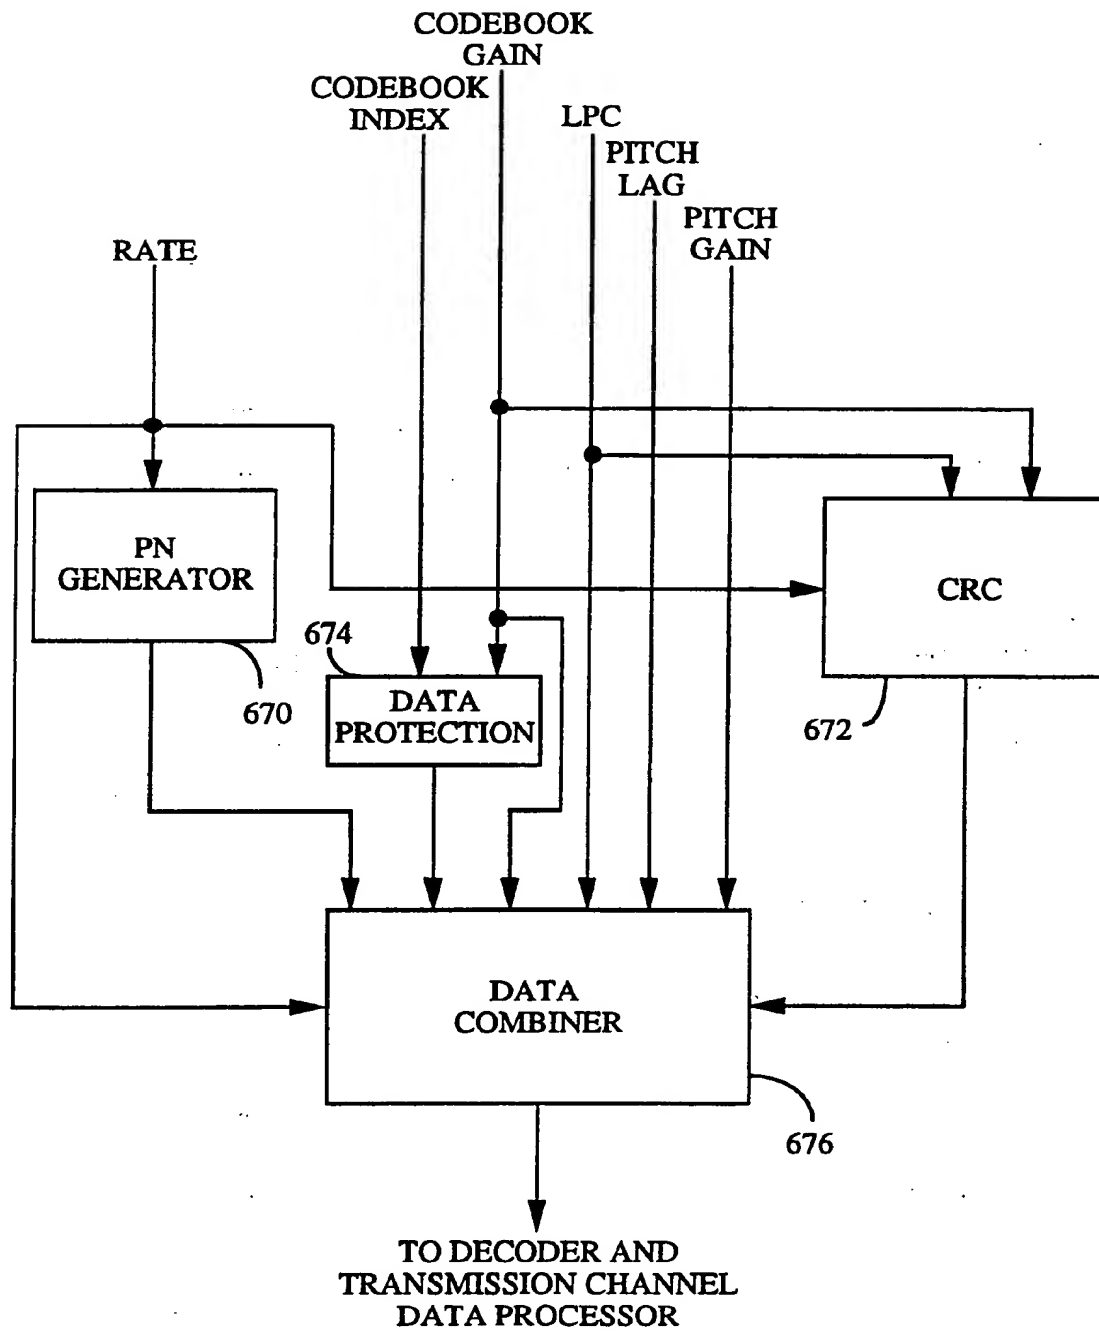 CODEBOOK
GAIN
CODEBOOK
INDEX
LPC
PITCH
LAG
PITCH
GAIN
RATE
PN
GENERATOR
CRC
674
DATA
PROTECTION
670
672
DATA
COMBINER
676
TO DECODER AND
TRANSMISSION CHANNEL
DATA PROCESSOR